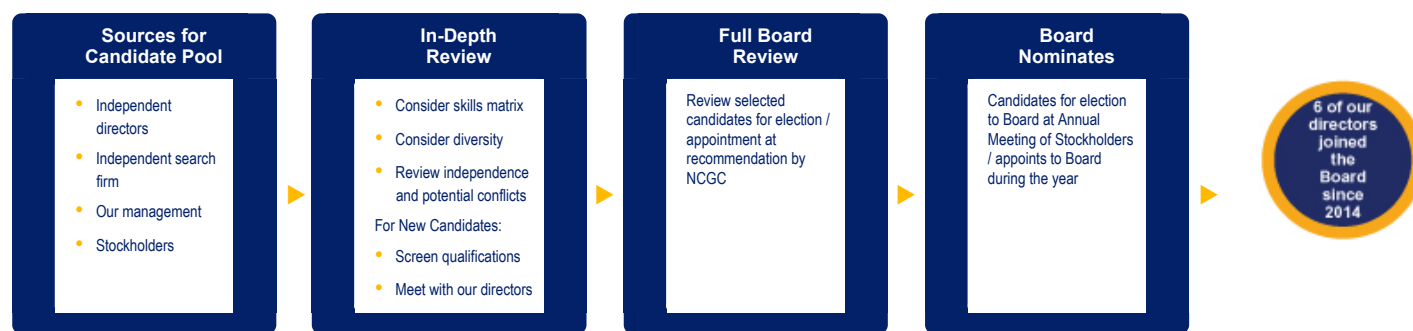 Sources for
Candidate Pool
• Independent
directors
• Independent search
firm
• Our management
• Stockholders
In-Depth
Review
• Consider skills matrix
• Consider diversity
• Review independence
and potential conflicts
For New Candidates:
• Screen qualifications
• Meet with our directors
Full Board
Review
Review selected
candidates for election /
appointment at
recommendation by
NCGC
Board
Nominates
Candidates for election
to Board at Annual
Meeting of Stockholders
/ appoints to Board
during the year
6 of our
directors
joined
the
Board
since
2014